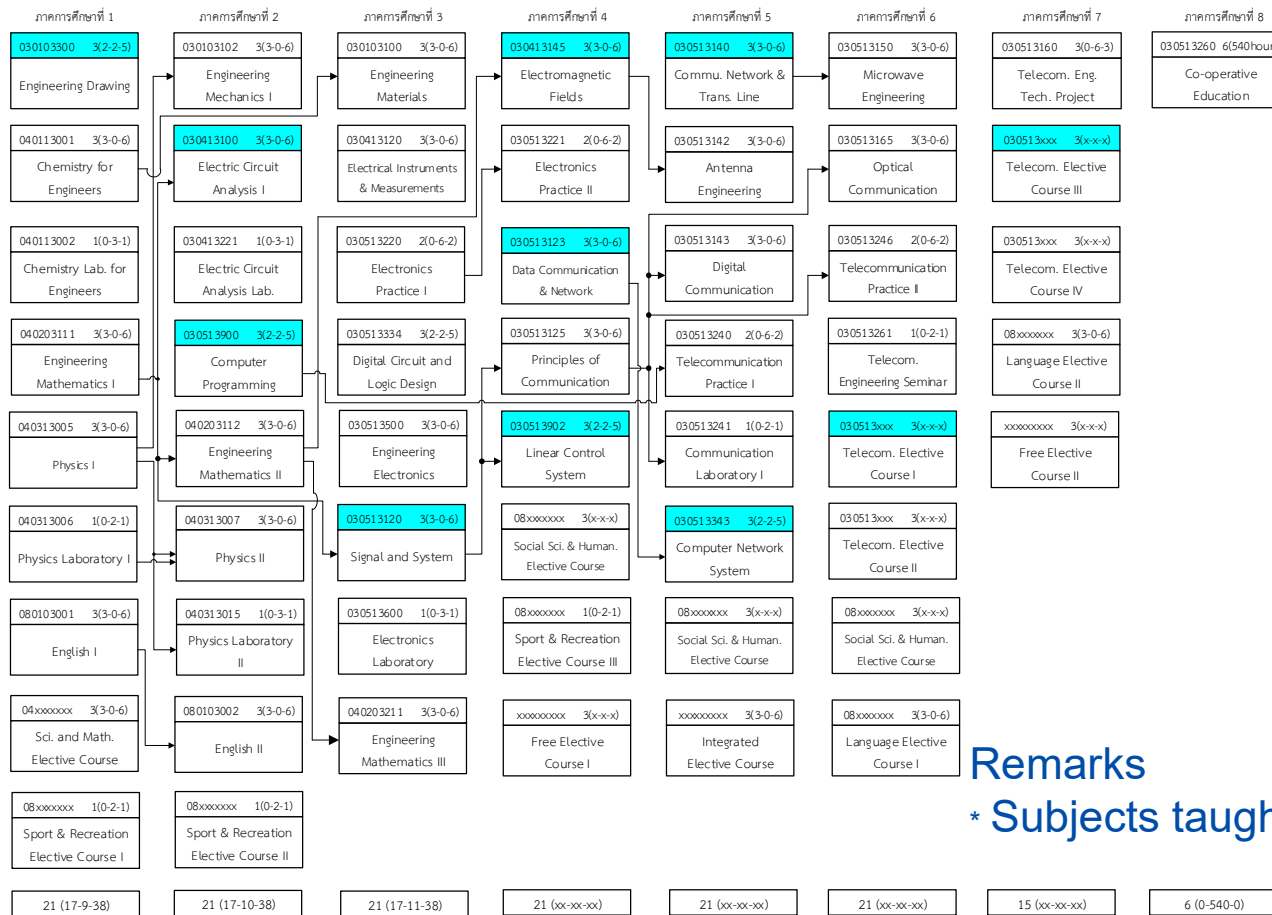 ภาคการศึกษาที่ 1
030103300 3(2-2-5)
Engineering Drawing
040113001 3(3-0-6)
Chemistry for
Engineers
040113002 1(0-3-1)
Chemistry Lab. for
Engineers
040203111 3(3-0-6)
Engineering
Mathematics I
040313005 3(3-0-6)
Physics I
040313006 1(0-2-1)
Physics Laboratory I
080103001 3(3-0-6)
English I
04xxxxxxx 3(3-0-6)
Sci. and Math.
Elective Course
08xxxxxxx 1(0-2-1)
Sport & Recreation
Elective Course I
21 (17-9-38)
ภาคการศึกษาที่ 2
030103102 3(3-0-6)
Engineering
Mechanics I
030413100 3(3-0-6)
Electric Circuit
Analysis I
030413221 1(0-3-1)
Electric Circuit
Analysis Lab.
030513900 3(2-2-5)
Computer
Programming
040203112 3(3-0-6)
Engineering
Mathematics II
040313007 3(3-0-6)
Physics II
040313015 1(0-3-1)
Physics Laboratory
II
080103002 3(3-0-6)
English II
08xxxxxxx 1(0-2-1)
Sport & Recreation
Elective Course II
21 (17-10-38)
ภาคการศึกษาที่ 3
030103100 3(3-0-6)
Engineering
Materials
030413120 3(3-0-6)
Electrical Instruments
& Measurements
030513220 2(0-6-2)
Electronics
Practice I
030513334 3(2-2-5)
Digital Circuit and
Logic Design
030513500 3(3-0-6)
Engineering
Electronics
030513120 3(3-0-6)
Signal and System
030513600 1(0-3-1)
Electronics
Laboratory
040203211 3(3-0-6)
Engineering
Mathematics III
21 (17-11-38)
ภาคการศึกษาที่ 4
030413145 3(3-0-6)
Electromagnetic
Fields
030513221 2(0-6-2)
Electronics
Practice II
030513123 3(3-0-6)
Data Communication
& Network
030513125 3(3-0-6)
Principles of
Communication
030513902 3(2-2-5)
Linear Control
System
08xxxxxxx 3(x-x-x)
Social Sci. & Human.
Elective Course
08xxxxxxx 1(0-2-1)
Sport & Recreation
Elective Course III
xxxxxxxxx 3(x-x-x)
Free Elective
Course I
21 (xx-xx-xx)
ภาคการศึกษาที่ 5
030513140 3(3-0-6)
Commu. Network &
Trans. Line
030513142 3(3-0-6)
Antenna
Engineering
030513143 3(3-0-6)
Digital
Communication
030513240 2(0-6-2)
Telecommunication
Practice I
030513241 1(0-2-1)
Communication
Laboratory I
030513343 3(2-2-5)
Computer Network
System
08xxxxxxx 3(x-x-x)
Social Sci. & Human.
Elective Course
xxxxxxxxx 3(3-0-6)
Integrated
Elective Course
21 (xx-xx-xx)
ภาคการศึกษาที่ 6
030513150 3(3-0-6)
Microwave
Engineering
030513165 3(3-0-6)
Optical
Communication
030513246 2(0-6-2)
Telecommunication
Practice II
030513261 1(0-2-1)
Telecom.
Engineering Seminar
030513xxx 3(x-x-x)
Telecom. Elective
Course I
030513xxx 3(x-x-x)
Telecom. Elective
Course II
08xxxxxxx 3(x-x-x)
Social Sci. & Human.
Elective Course
08xxxxxxx 3(3-0-6)
Language Elective
Course I
21 (xx-xx-xx)
ภาคการศึกษาที่ 7
030513160 3(0-6-3)
Telecom. Eng.
Tech. Project
030513xxx 3(x-x-x)
Telecom. Elective
Course III
030513xxx 3(x-x-x)
Telecom. Elective
Course IV
08xxxxxxx 3(3-0-6)
Language Elective
Course II
xxxxxxxxx 3(x-x-x)
Free Elective
Course II
15 (xx-xx-xx)
ภาคการศึกษาที่ 8
030513260 6(540hour
Co-operative
Education
6 (0-540-0)
Remarks
* Subjects taugh